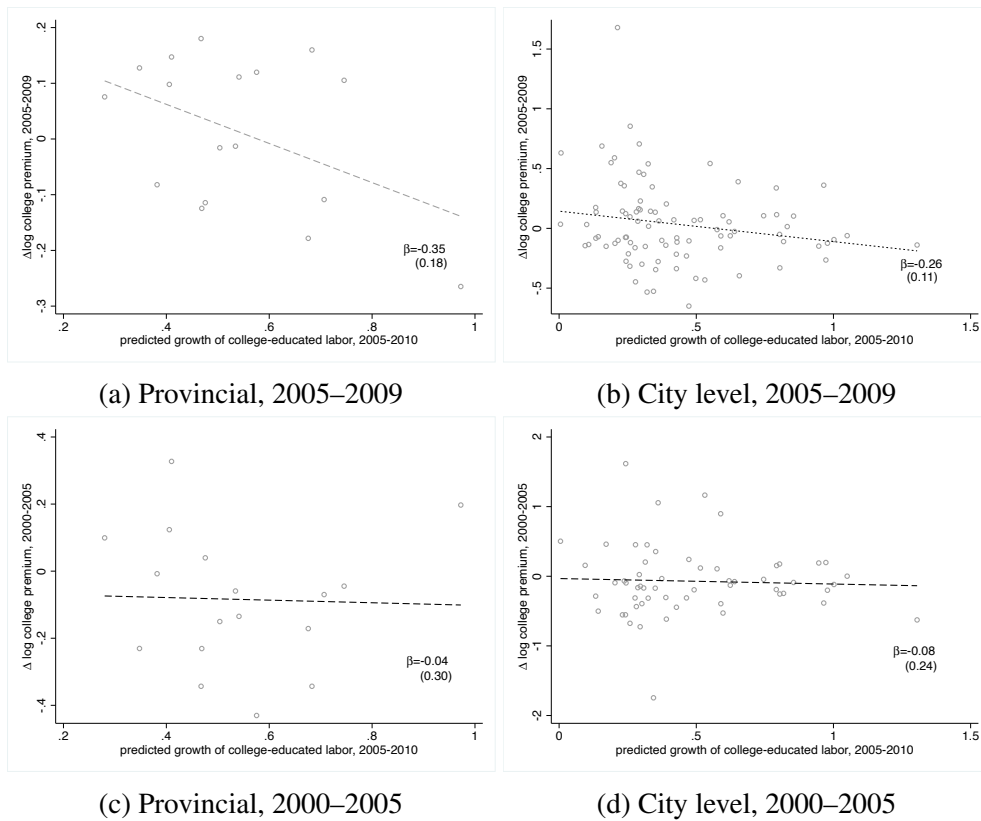 Δlog college premium, 2005-2009
.2
.1
0
-.1
-.2
-.3
β=-0.35
(0.18)
.2 .4 .6 .8 1
predicted growth of college-educated labor, 2005-2010
(a) Provincial, 2005–2009
Δlog college premium, 2005-2009
1.5
1
.5
0
-.5
β=-0.26
(0.11)
0 .5 1 1.5
predicted growth of college-educated labor, 2005-2010
(b) City level, 2005–2009
Δ log college premium, 2000-2005
.4
.2
0
-.2
-.4
β=-0.04
(0.30)
.2 .4 .6 .8 1
predicted growth of college-educated labor, 2005-2010
(c) Provincial, 2000–2005
Δ log college premium, 2000-2005
2
1
0
-1
-2
β=-0.08
(0.24)
0 .5 1 1.5
predicted growth of college-educated labor, 2005-2010
(d) City level, 2000–2005